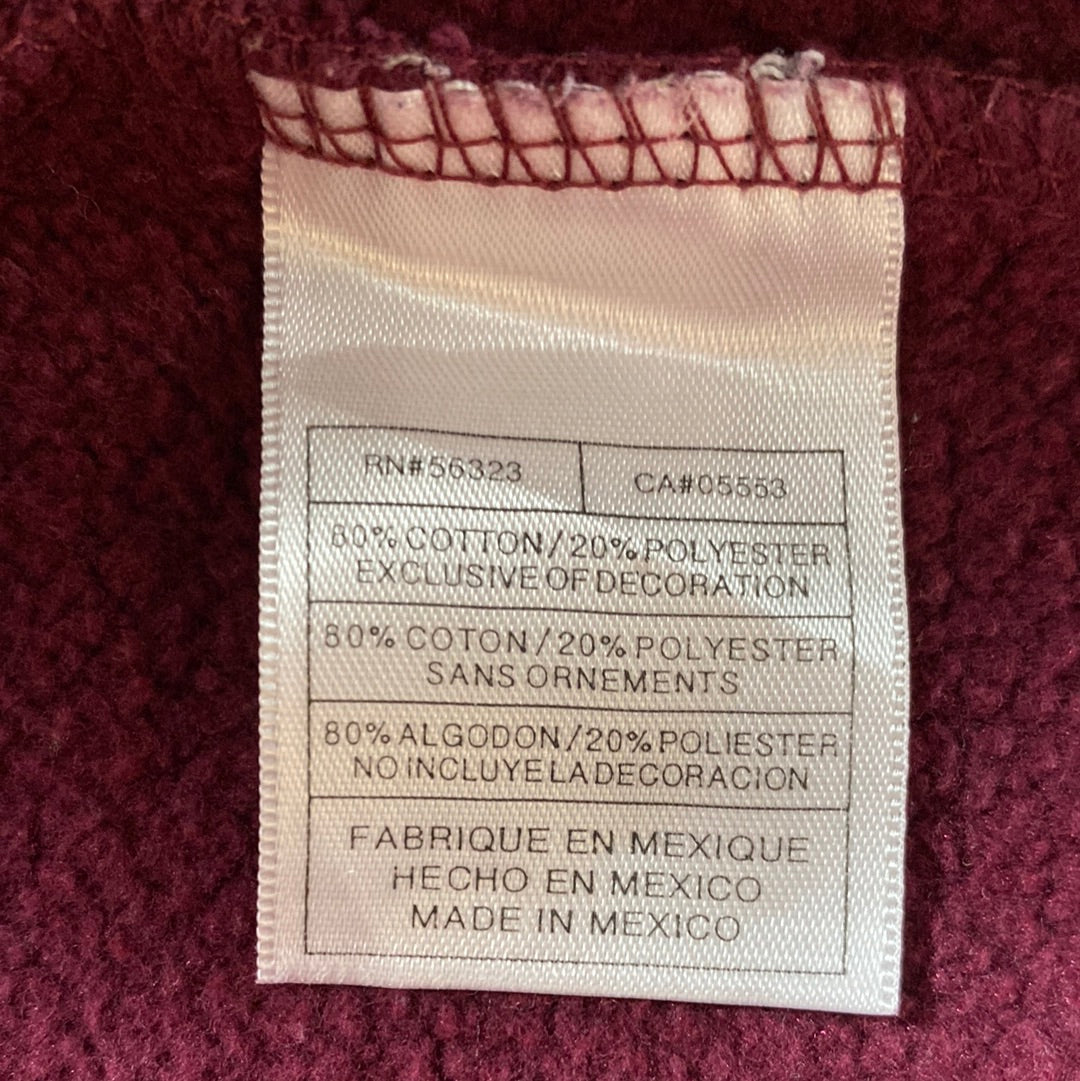 RN#56323 CA#05553
80% COTTON/20% POLYESTER
EXCLUSIVE OF DECORATION
80% COTON/20% POLYESTER
SANS ORNEMENTS
80% ALGODON/20% POLIESTER
NO INCLUYE LA DECORACION
FABRIQUE EN MEXIQUE
HECHO EN MEXICO
MADE IN MEXICO